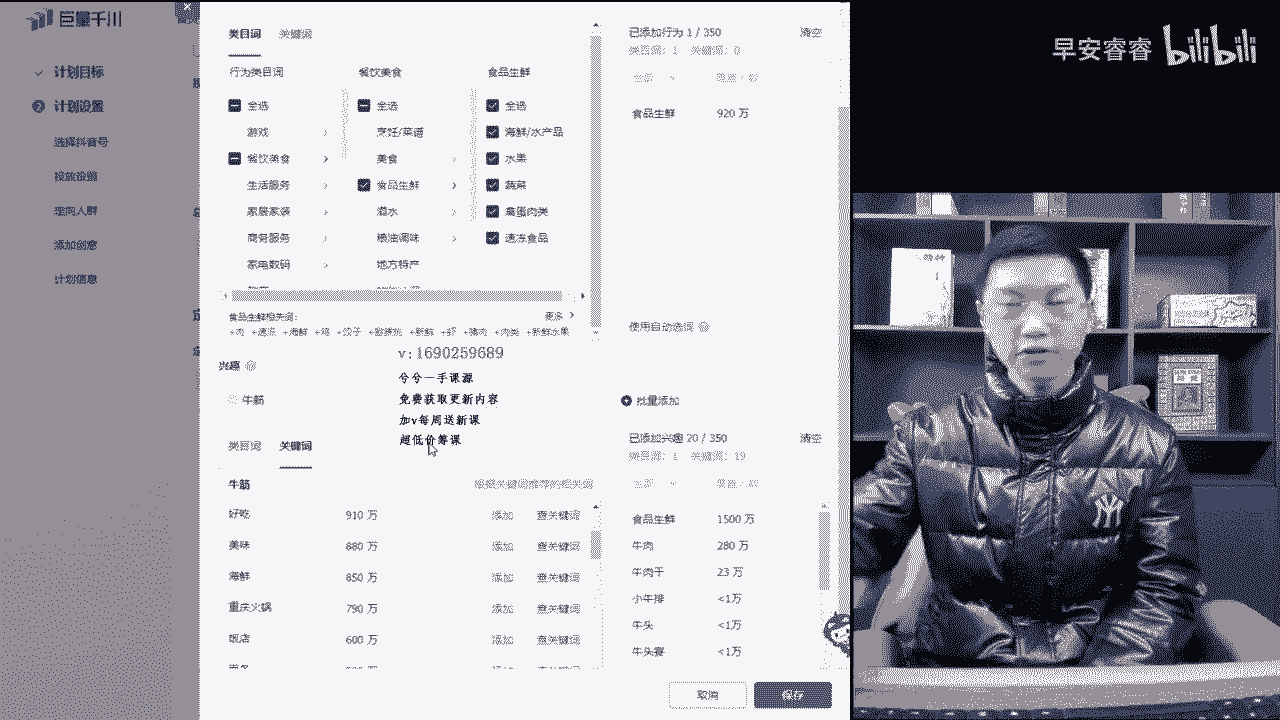 巨量千川
计划目标
计划设置
选择抖音号
投放设置
定向人群
添加创意
计划信息
类目词 关键词
行为类目词 餐饮美食 食品生鲜
全选 全选 全选
游戏 烹饪/菜谱 海鲜/水产品
餐饮美食 美食 水果
生活服务 食品生鲜 蔬菜
家居家装 酒水 禽蛋肉类
商务服务 粮油调味 速冻食品
家电数码 地方特产
食品生鲜相关词: 更多
+肉 +速冻 +海鲜 +鸡 +饺子 +新鲜 +虾 +猪肉 +肉类 +新鲜水果
已添加行为 1 / 350 清空
类目词: 1 关键词: 0
食品生鲜 920 万
使用自动选词
兴趣
牛筋
批量添加
类目词 关键词
已添加兴趣 20 / 350 清空
类目词: 1 关键词: 19
牛筋
好吃 910 万 添加 查关键词
美味 880 万 添加 查关键词
海鲜 850 万 添加 查关键词
重庆火锅 790 万 添加 查关键词
饭店 600 万 添加 查关键词
食品生鲜 1500 万
牛肉 280 万
牛肉干 23 万
小牛排 <1万
牛头 <1万
牛头寨 <1万
取消 保存
v:1690259689
兮兮一手课源
免费获取更新内容
加v每周送新课
超低价筹课
早安睿睿 bilibili
NY